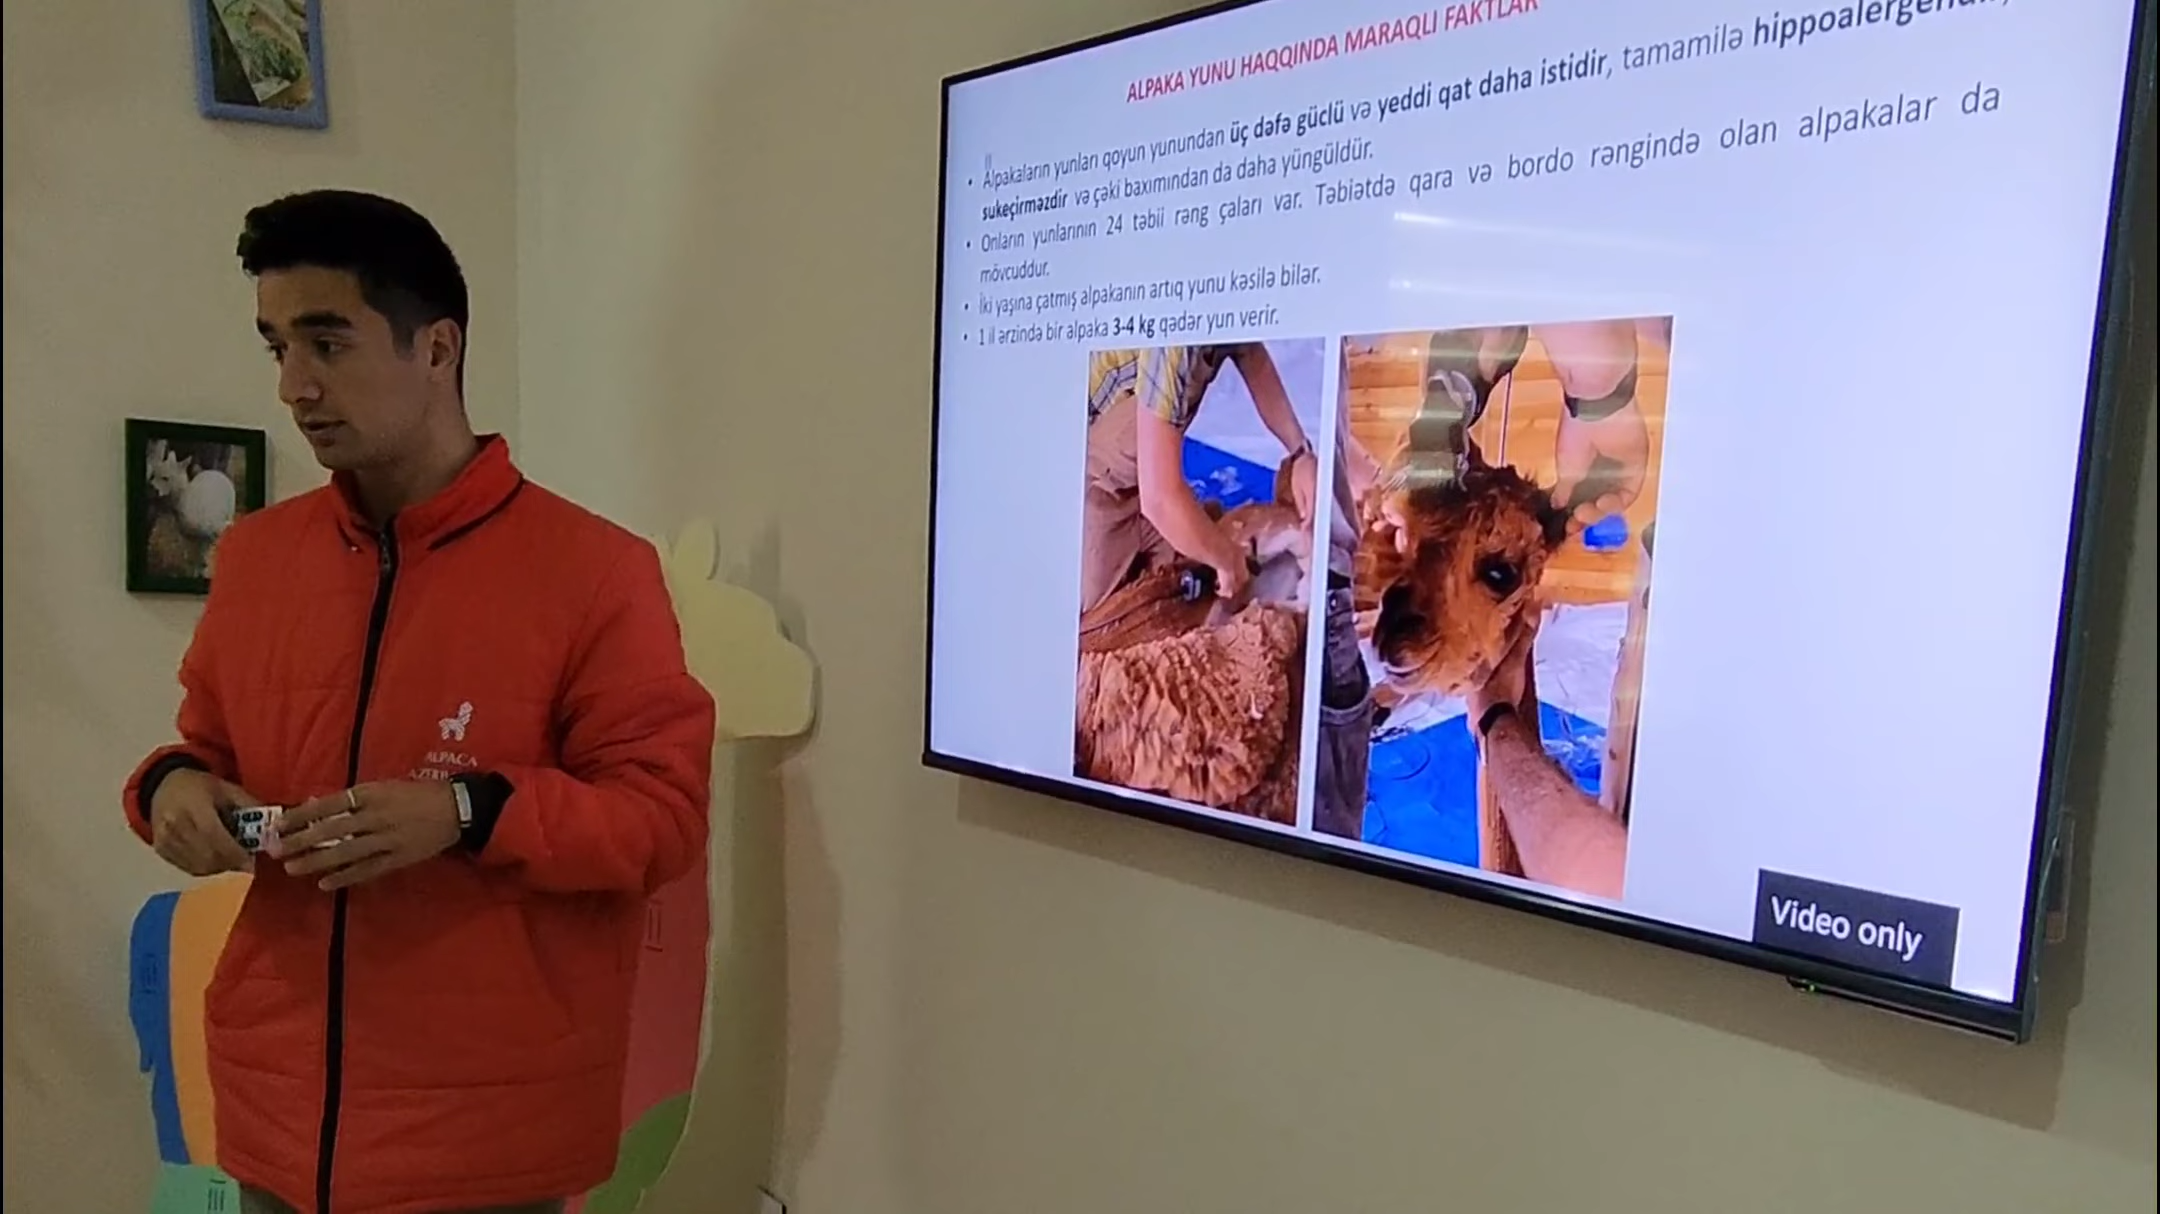 ALPAKA YUNU HAQQINDA MARAQLI FAKTLAR
• Alpakaların yunları qoyun yunundan üç dəfə güclü və yeddi qat daha istidir, tamamilə
sukeçirməzdir və çəki baxımından da daha yüngüldür.
• Onların yunlarının 24 təbii rəng çaları var. Təbiətdə qara və bordo rəngində olan alpakalar da
mövcuddur.
• İki yaşına çatmış alpakanın artıq yunu kəsilə bilər.
• 1 il ərzində bir alpaka 3-4 kg qədər yun verir.
ALPACA
Video only